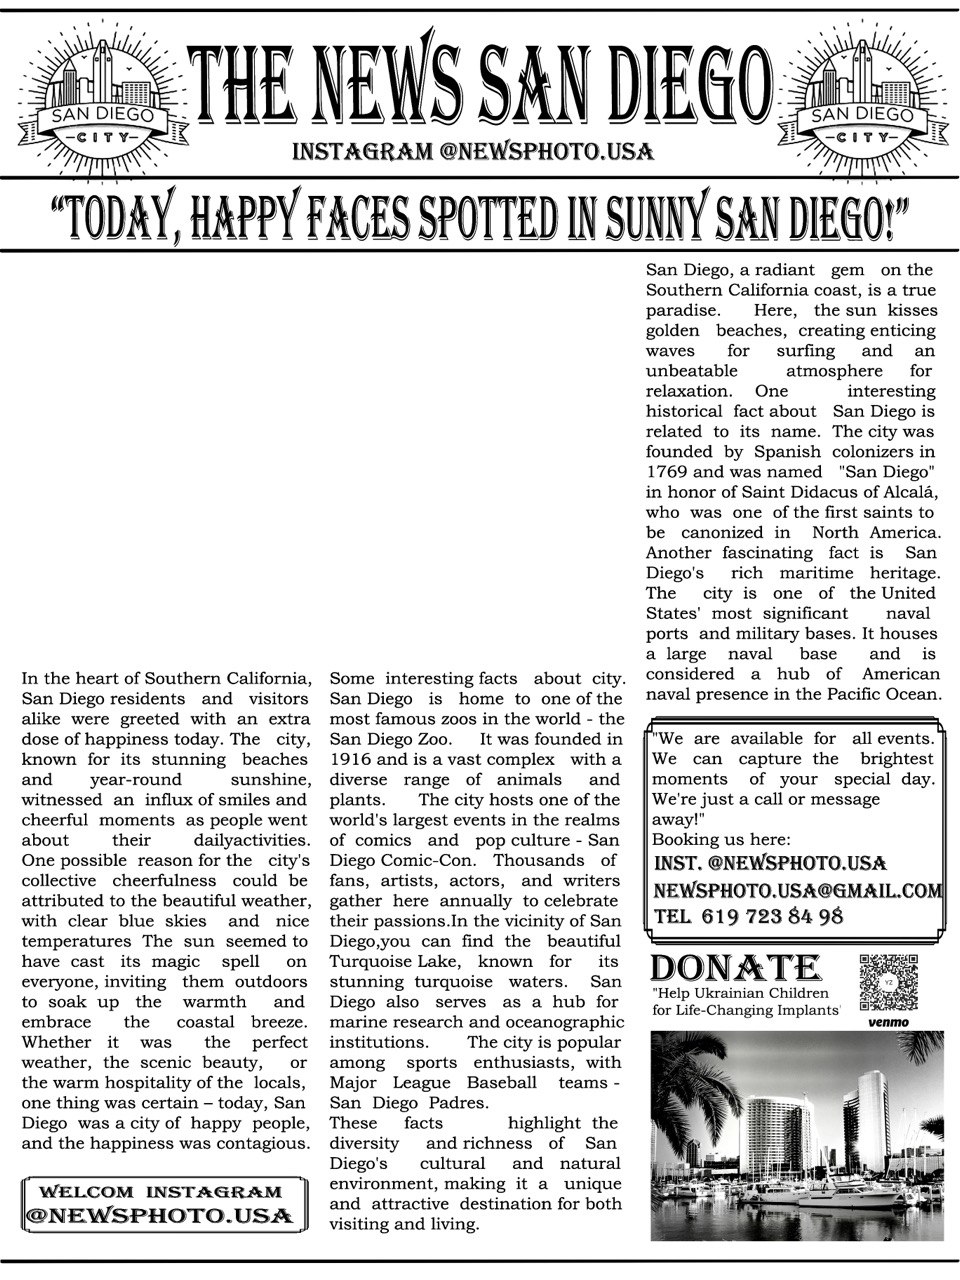 SAN DIEGO
CITY
THE NEWS SAN DIEGO
INSTAGRAM @NEWSPHOTO.USA
SAN DIEGO
CITY
“TODAY, HAPPY FACES SPOTTED IN SUNNY SAN DIEGO!”
In the heart of Southern California,
San Diego residents and visitors
alike were greeted with an extra
dose of happiness today. The city,
known for its stunning beaches
and year-round sunshine,
witnessed an influx of smiles and
cheerful moments as people went
about their dailyactivities.
One possible reason for the city's
collective cheerfulness could be
attributed to the beautiful weather,
with clear blue skies and nice
temperatures The sun seemed to
have cast its magic spell on
everyone, inviting them outdoors
to soak up the warmth and
embrace the coastal breeze.
Whether it was the perfect
weather, the scenic beauty, or
the warm hospitality of the locals,
one thing was certain – today, San
Diego was a city of happy people,
and the happiness was contagious.
WELCOM INSTAGRAM
@NEWSPHOTO.USA
Some interesting facts about city.
San Diego is home to one of the
most famous zoos in the world - the
San Diego Zoo. It was founded in
1916 and is a vast complex with a
diverse range of animals and
plants. The city hosts one of the
world's largest events in the realms
of comics and pop culture - San
Diego Comic-Con. Thousands of
fans, artists, actors, and writers
gather here annually to celebrate
their passions.In the vicinity of San
Diego,you can find the beautiful
Turquoise Lake, known for its
stunning turquoise waters. San
Diego also serves as a hub for
marine research and oceanographic
institutions. The city is popular
among sports enthusiasts, with
Major League Baseball teams -
San Diego Padres.
These facts highlight the
diversity and richness of San
Diego's cultural and natural
environment, making it a unique
and attractive destination for both
visiting and living.
San Diego, a radiant gem on the
Southern California coast, is a true
paradise. Here, the sun kisses
golden beaches, creating enticing
waves for surfing and an
unbeatable atmosphere for
relaxation. One interesting
historical fact about San Diego is
related to its name. The city was
founded by Spanish colonizers in
1769 and was named "San Diego"
in honor of Saint Didacus of Alcalá,
who was one of the first saints to
be canonized in North America.
Another fascinating fact is San
Diego's rich maritime heritage.
The city is one of the United
States' most significant naval
ports and military bases. It houses
a large naval base and is
considered a hub of American
naval presence in the Pacific Ocean.
"We are available for all events.
We can capture the brightest
moments of your special day.
We're just a call or message
away!"
Booking us here:
INST. @NEWSPHOTO.USA
NEWSPHOTO.USA@GMAIL.COM
TEL 619 723 84 98
DONATE
"Help Ukrainian Children
for Life-Changing Implants'
YZ
venmo